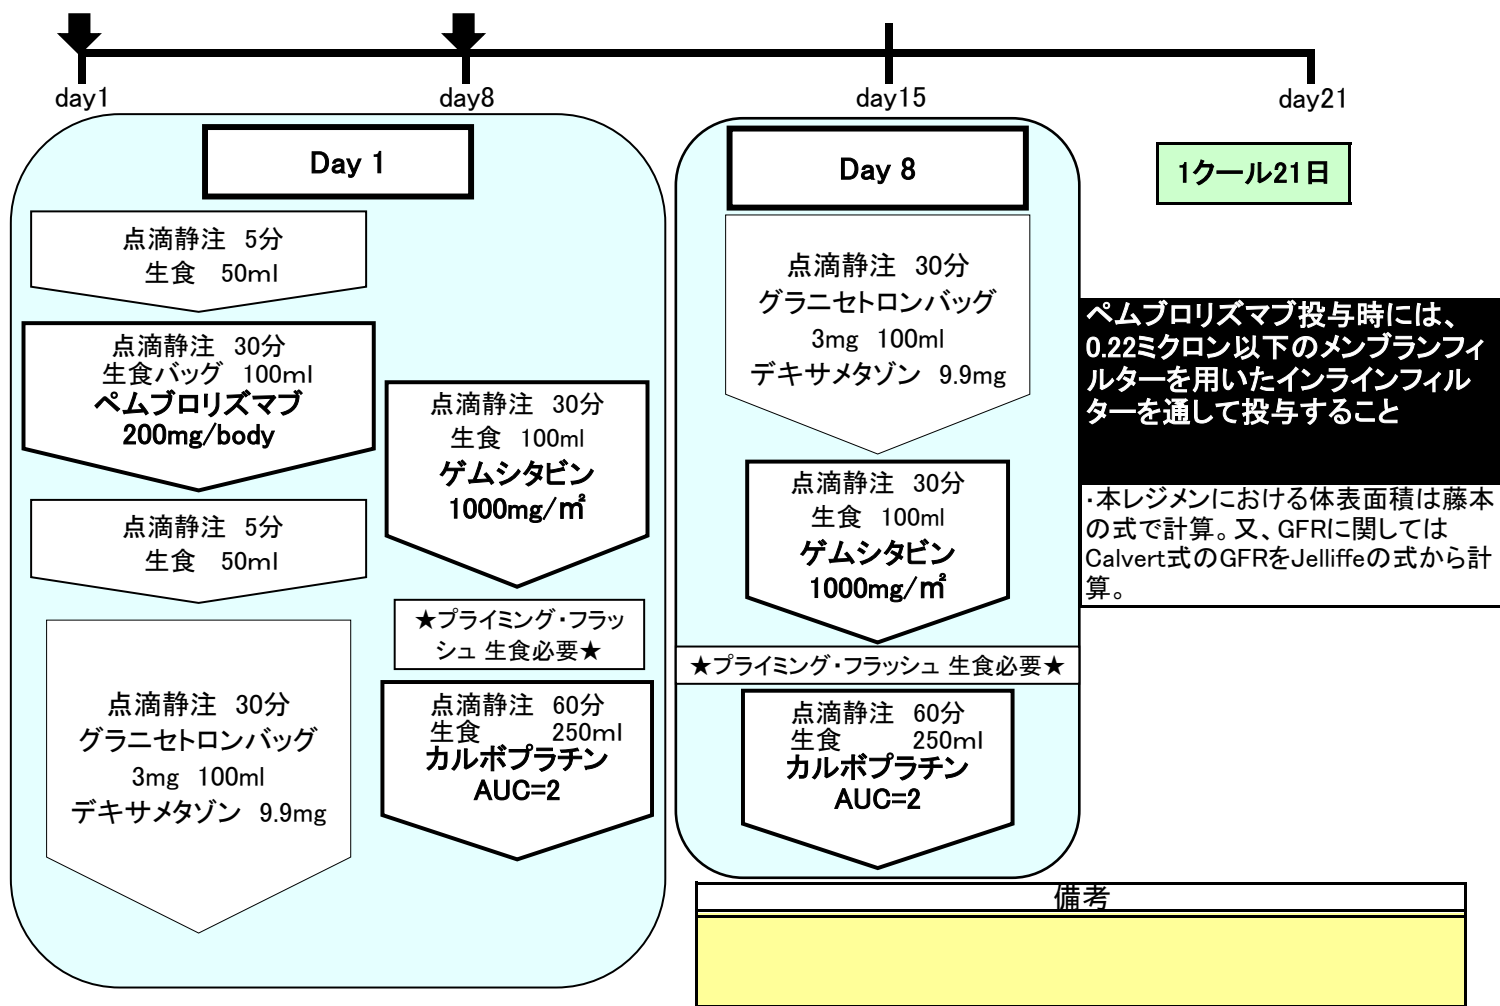 day1
day8
day15
day21
Day 1
点滴静注 5分
生食 50ml
点滴静注 30分
生食バッグ 100ml
ペムブロリズマブ
200mg/body
点滴静注 5分
生食 50ml
点滴静注 30分
グラニセトロンバッグ
3mg 100ml
デキサメタゾン 9.9mg
点滴静注 30分
生食 100ml
ゲムシタビン
1000mg/㎡
★プライミング・フラッ
シュ 生食必要★
点滴静注 60分
生食 250ml
カルボプラチン
AUC=2
Day 8
点滴静注 30分
グラニセトロンバッグ
3mg 100ml
デキサメタゾン 9.9mg
点滴静注 30分
生食 100ml
ゲムシタビン
1000mg/㎡
★プライミング・フラッシュ 生食必要★
点滴静注 60分
生食 250ml
カルボプラチン
AUC=2
1クール21日
ペムブロリズマブ投与時には、
0.22ミクロン以下のメンブランフィ
ルターを用いたインラインフィル
ターを通して投与すること
・本レジメンにおける体表面積は藤本
の式で計算。又、GFRに関しては
Calvert式のGFRをJelliffeの式から計
算。
備考